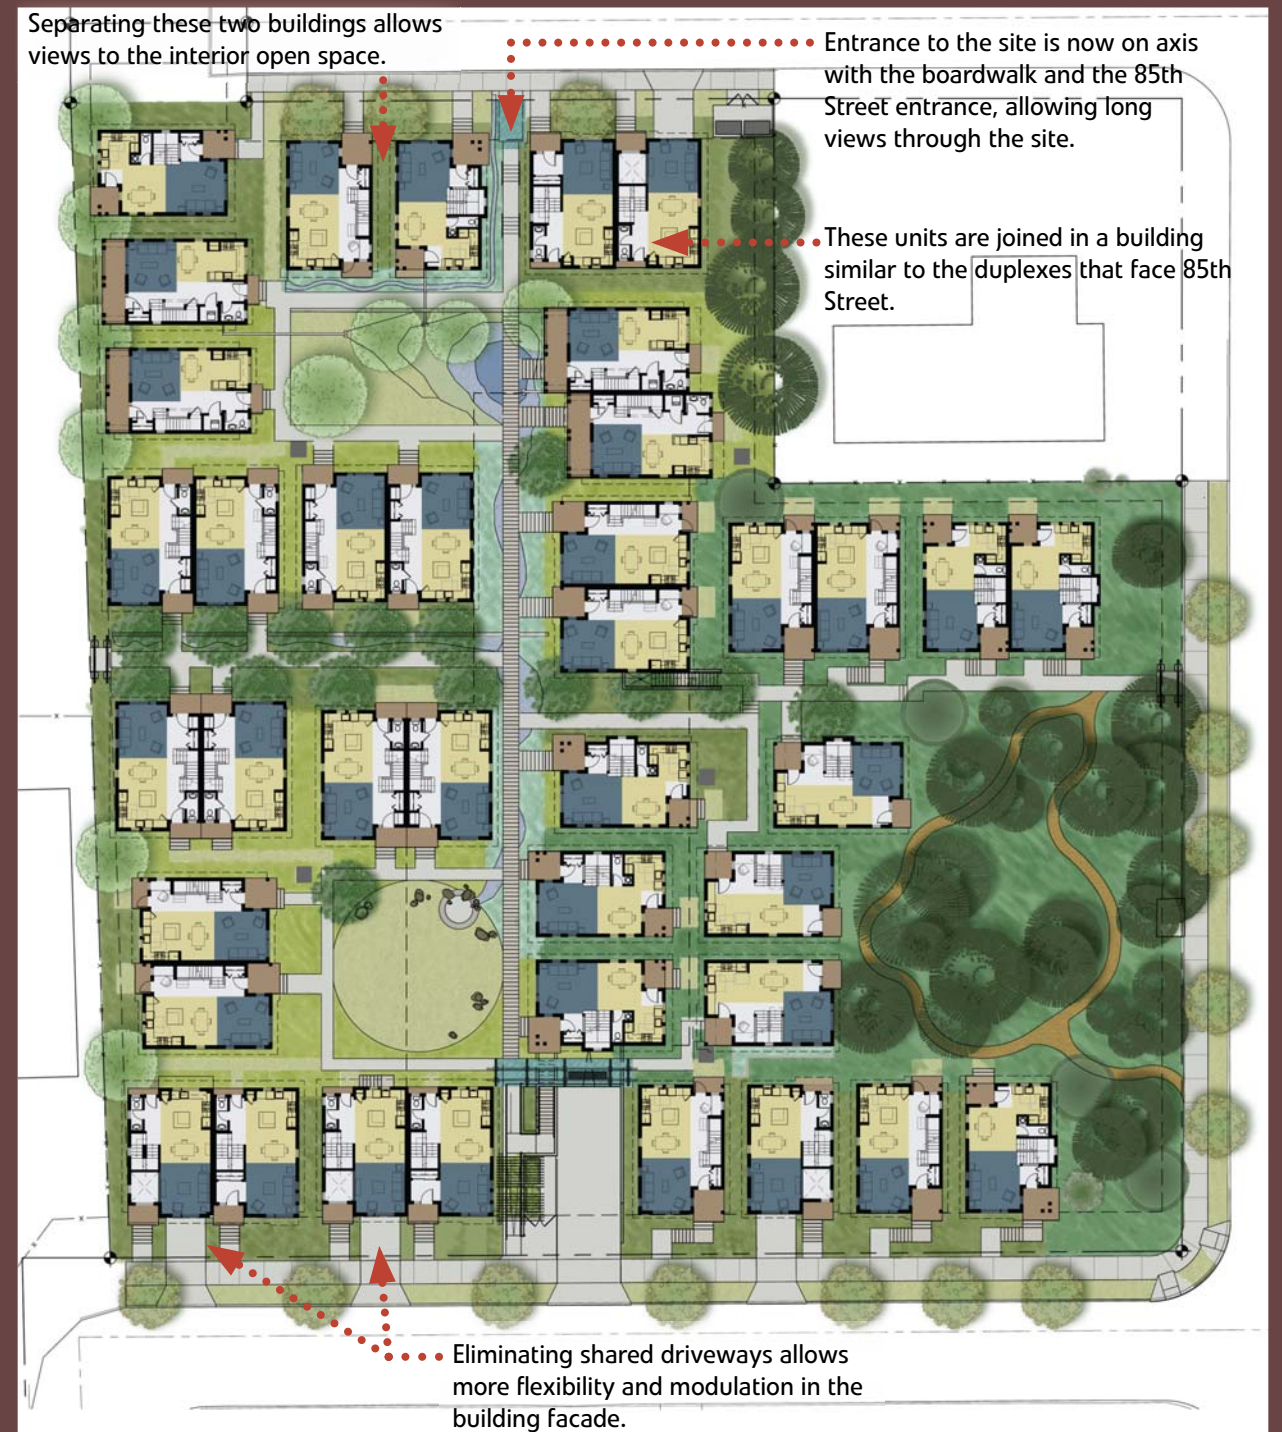 Separating these two buildings allows
views to the interior open space.
Entrance to the site is now on axis
with the boardwalk and the 85th
Street entrance, allowing long
views through the site.
These units are joined in a building
similar to the duplexes that face 85th
Street.
Eliminating shared driveways allows
more flexibility and modulation in the
building facade.